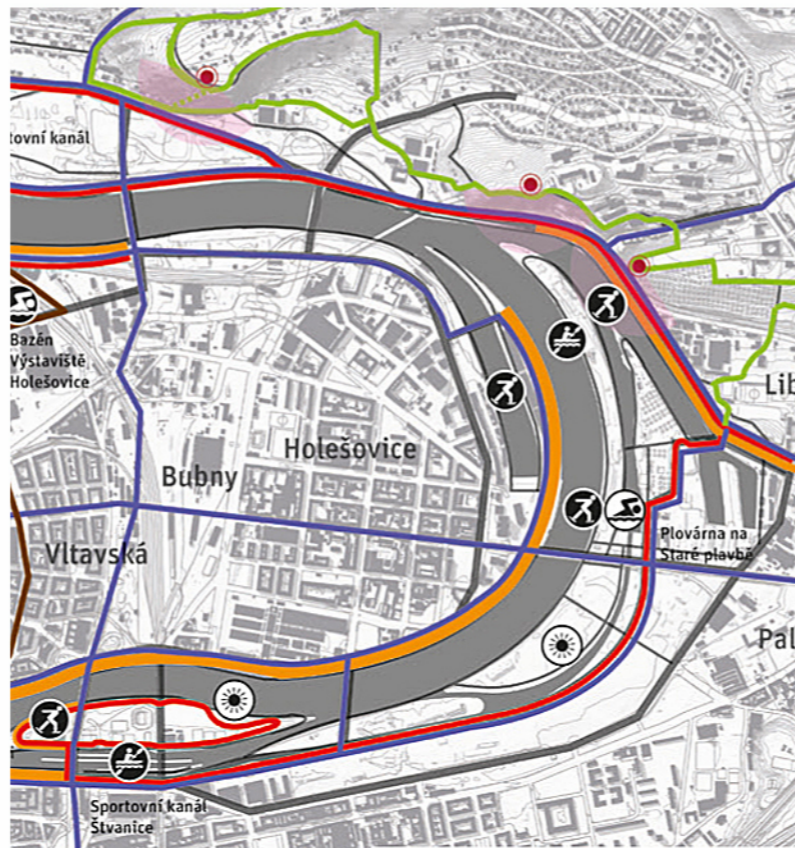 tovní kanál
Bazén
Výstaviště
Holešovice
Lib
Holešovice
Bubny
Plovárna na
Staré plavbě
Vltavská
Pal
Sportovní kanál
Štvanice